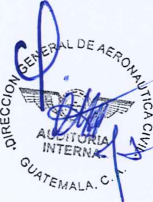 DIRECCION GENERAL DE AERONAUTICA CIVIL
AUDITORIA
INTERNA
GUATEMALA, C. A.